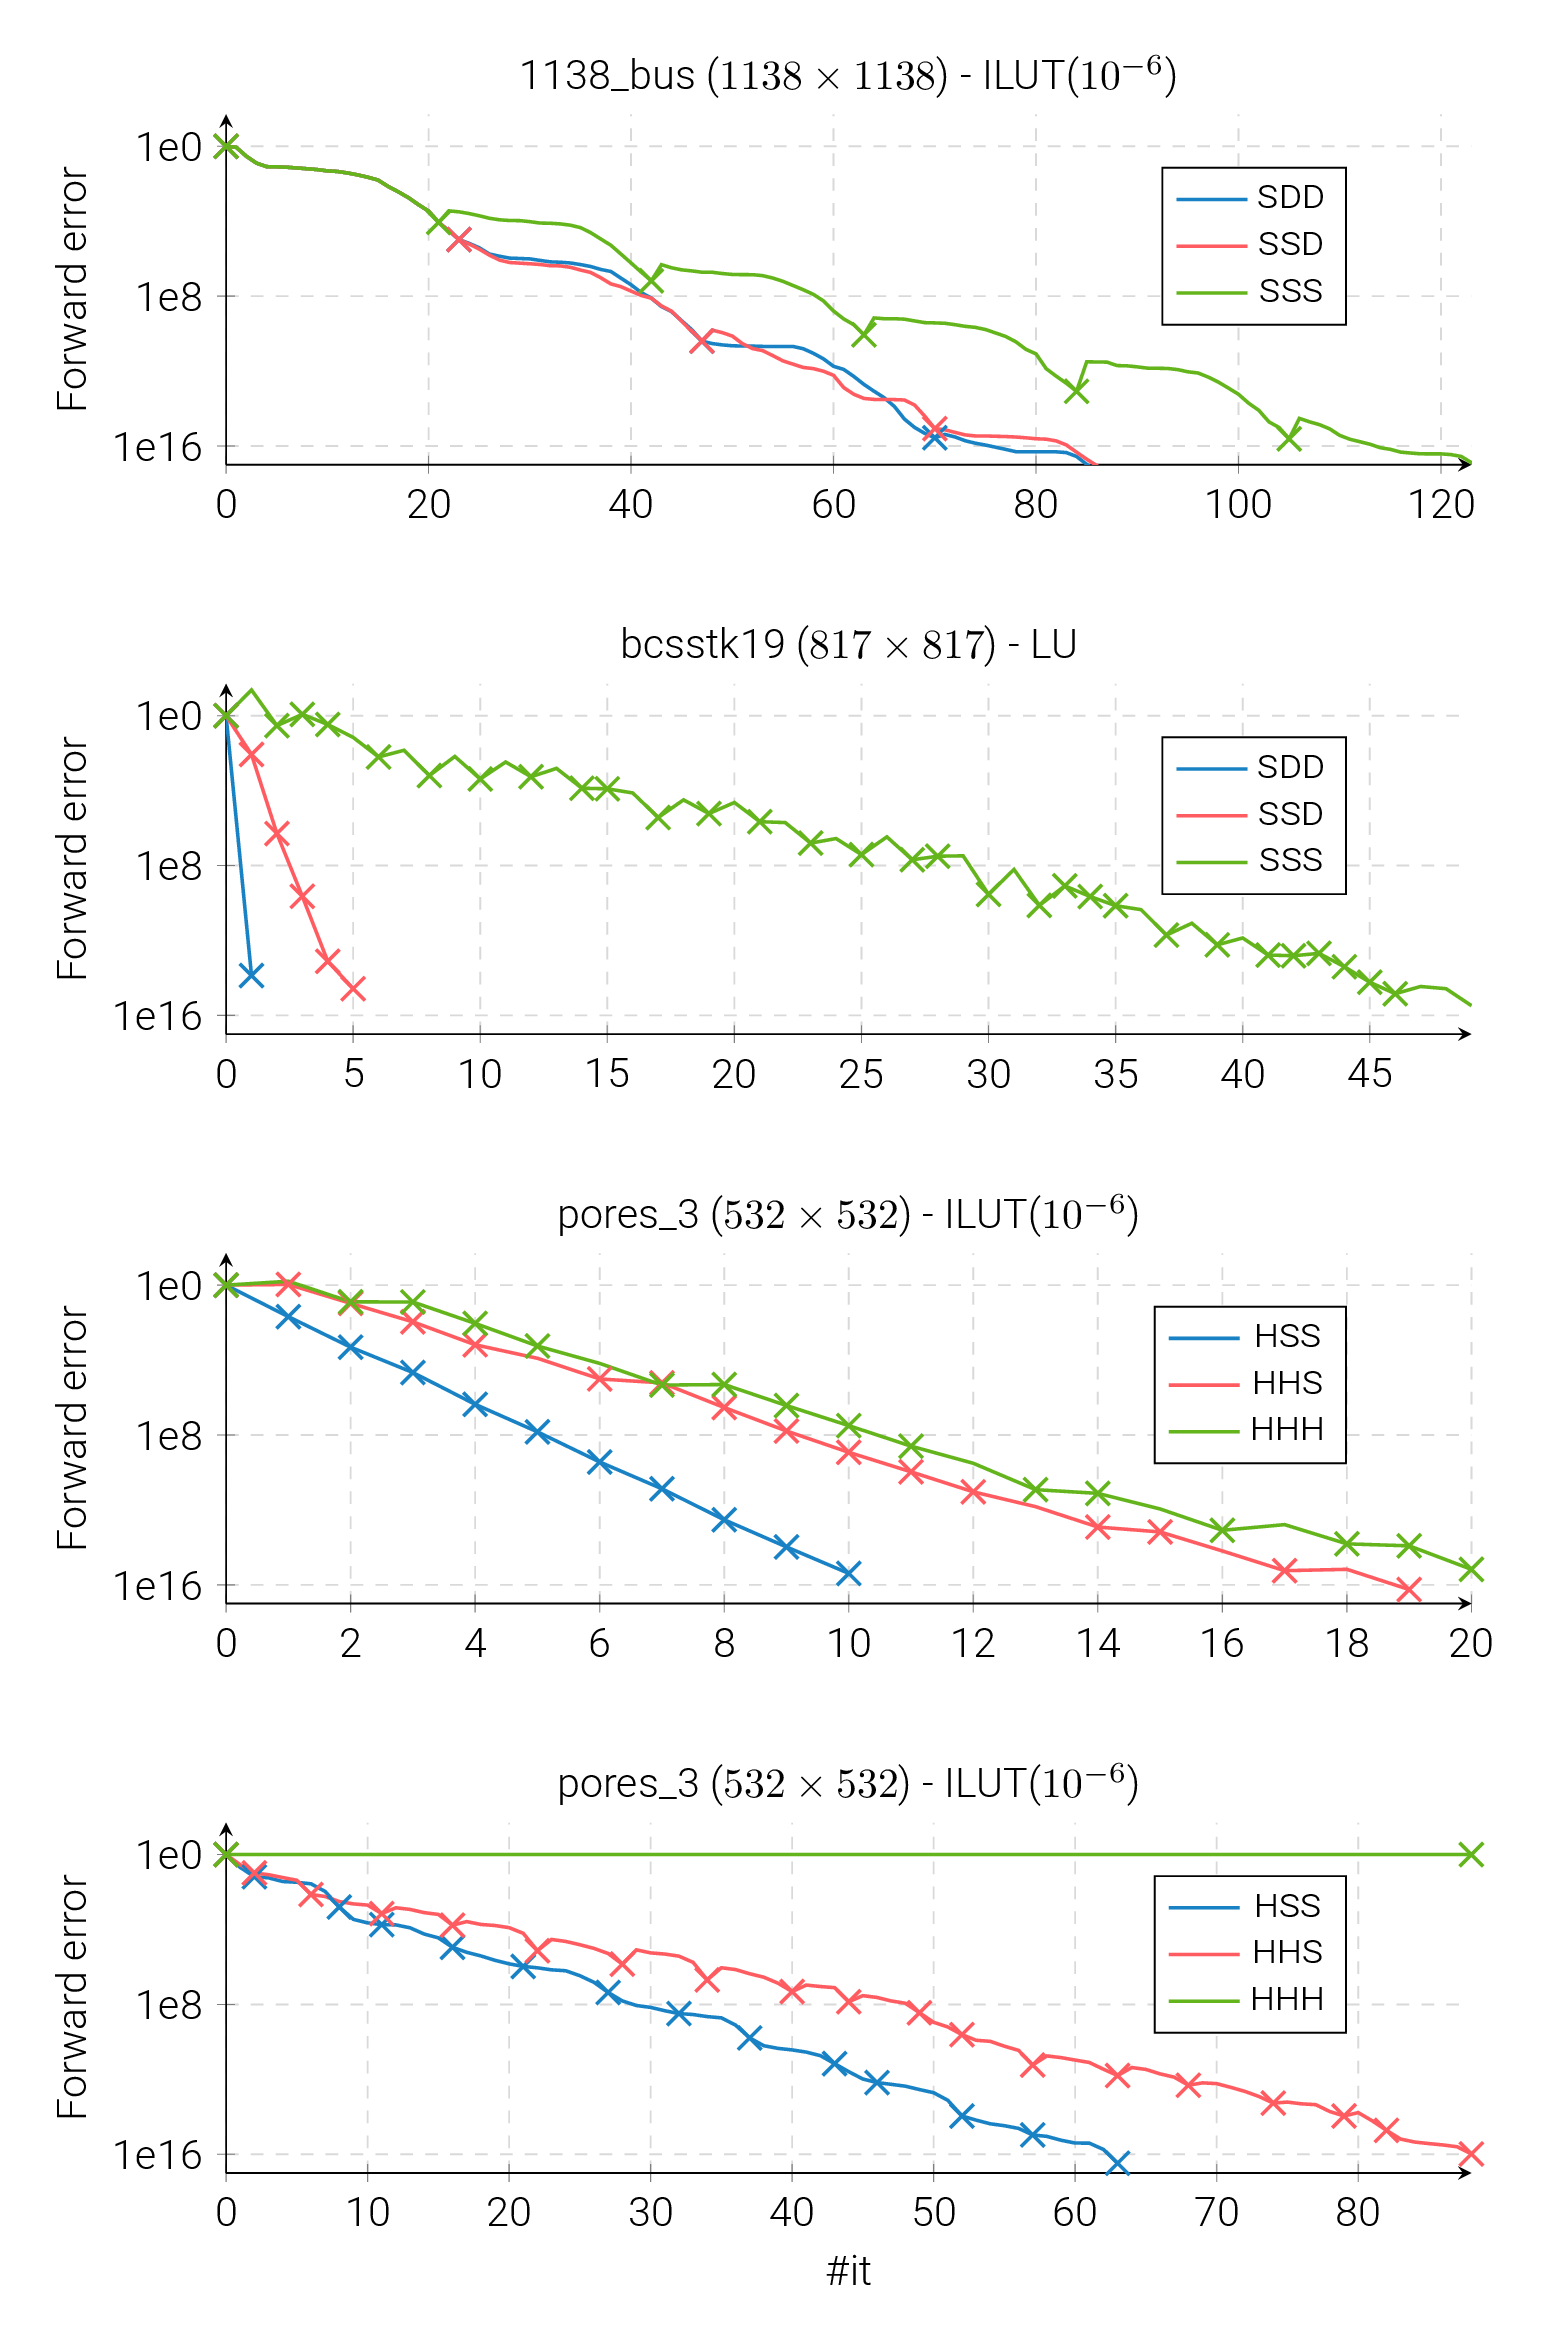 1138_bus (1138 × 1138) - ILUT(10⁻⁶)
Forward error
1e0
1e8
1e16
SDD
SSD
SSS
0 20 40 60 80 100 120
bcsstk19 (817 × 817) - LU
Forward error
1e0
1e8
1e16
SDD
SSD
SSS
0 5 10 15 20 25 30 35 40 45
pores_3 (532 × 532) - ILUT(10⁻⁶)
Forward error
1e0
1e8
1e16
HSS
HHS
HHH
0 2 4 6 8 10 12 14 16 18 20
pores_3 (532 × 532) - ILUT(10⁻⁶)
Forward error
1e0
1e8
1e16
HSS
HHS
HHH
0 10 20 30 40 50 60 70 80
#it